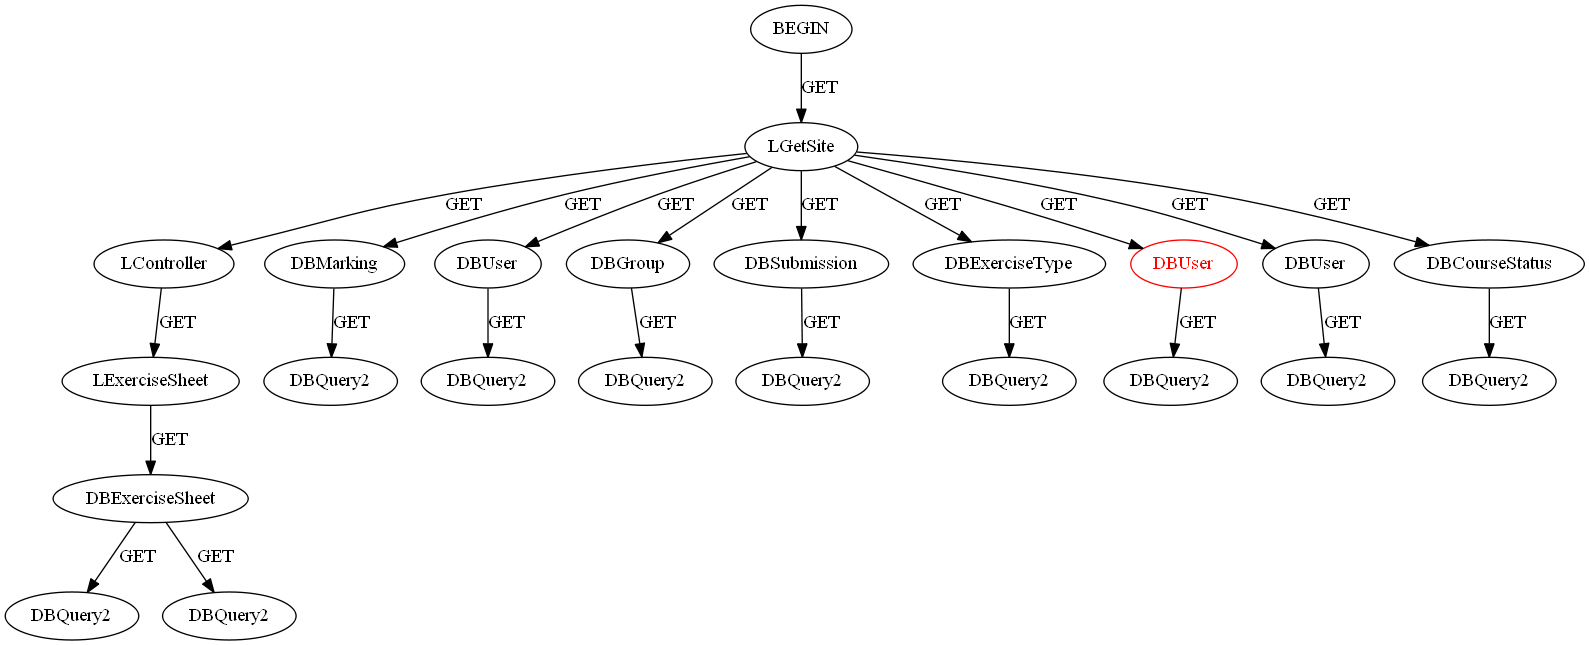 BEGIN
GET
LGetSite
GET GET GET GET GET GET GET GET GET
LController DBMarking DBUser DBGroup DBSubmission DBExerciseType DBUser DBUser DBCourseStatus
GET GET GET GET GET GET GET GET GET
LExerciseSheet DBQuery2 DBQuery2 DBQuery2 DBQuery2 DBQuery2 DBQuery2 DBQuery2 DBQuery2
GET
DBExerciseSheet
GET GET
DBQuery2 DBQuery2